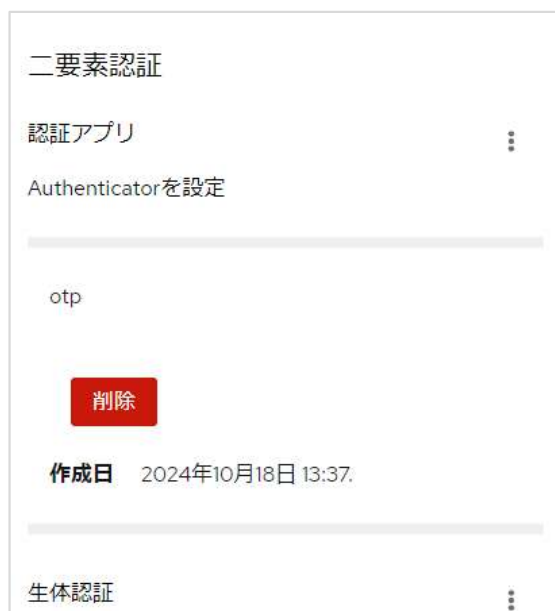 二要素認証
認証アプリ
Authenticatorを設定
otp
削除
作成日 2024年10月18日 13:37.
生体認証